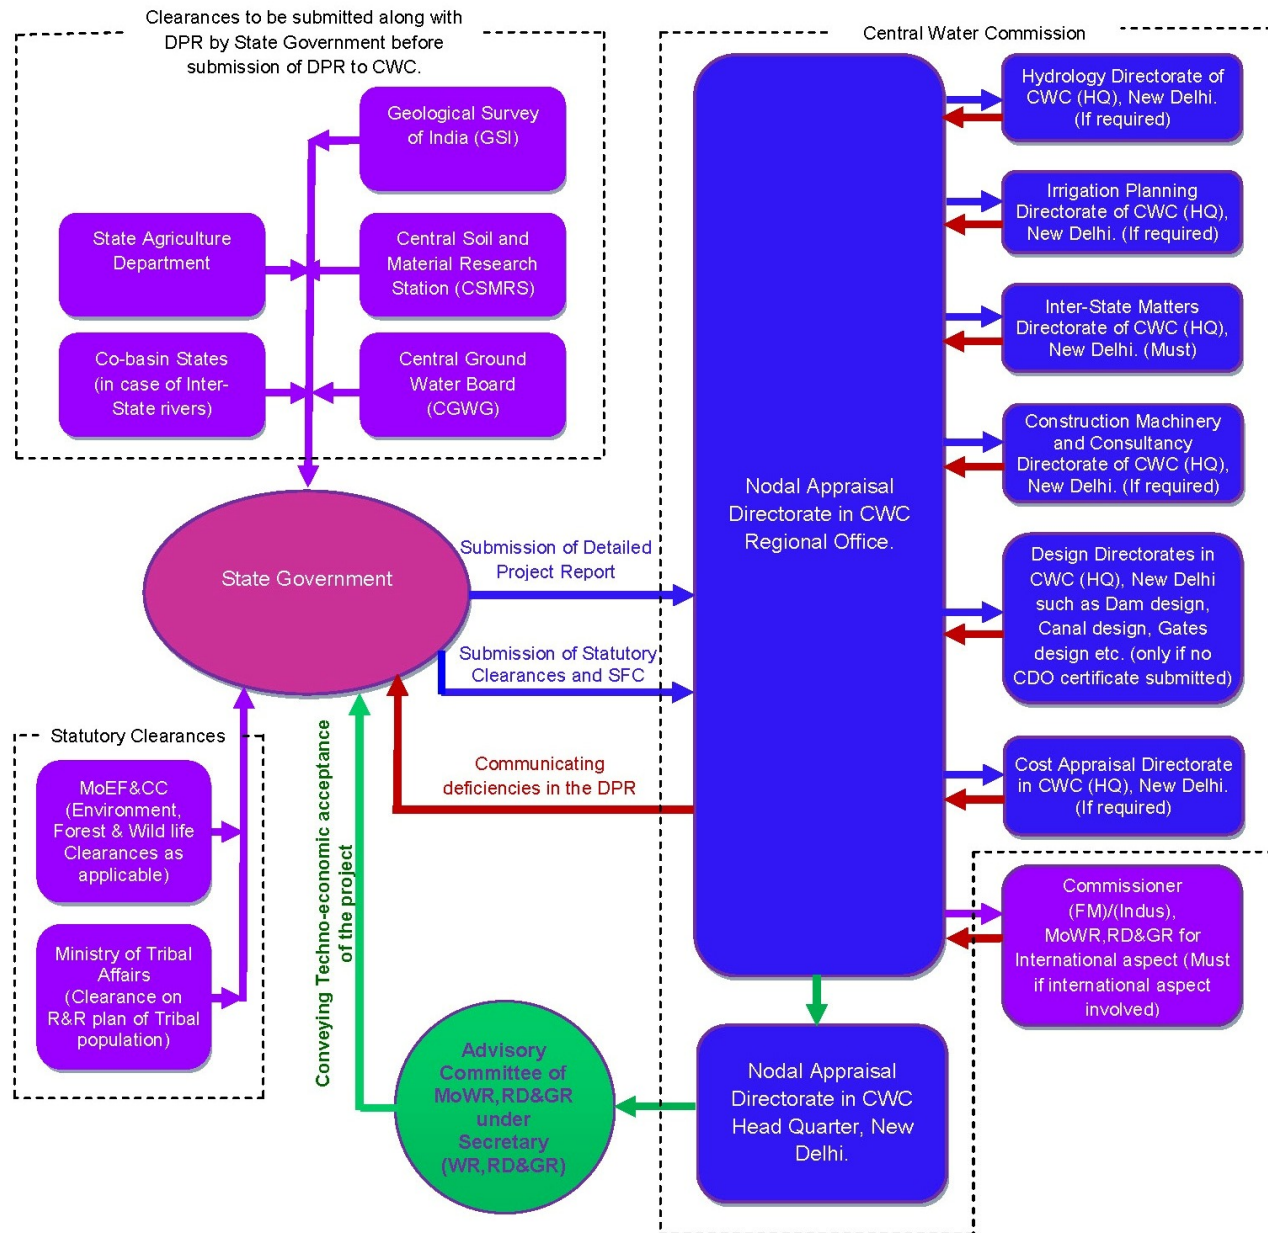 Clearances to be submitted along with
DPR by State Government before
submission of DPR to CWC.
Geological Survey
of India (GSI)
State Agriculture
Department
Central Soil and
Material Research
Station (CSMRS)
Co-basin States
(in case of Inter-
State rivers)
Central Ground
Water Board
(CGWG)
State Government
Submission of Detailed
Project Report
Submission of Statutory
Clearances and SFC
Communicating
deficiencies in the DPR
Statutory Clearances
MoEF&CC
(Environment,
Forest & Wild life
Clearances as
applicable)
Ministry of Tribal
Affairs
(Clearance on
R&R plan of Tribal
population)
Conveying Techno-economic acceptance
of the project
Advisory
Committee of
MoWR,RD&GR
under
Secretary
(WR,RD&GR)
Central Water Commission
Nodal Appraisal
Directorate in CWC
Regional Office.
Hydrology Directorate of
CWC (HQ), New Delhi.
(If required)
Irrigation Planning
Directorate of CWC (HQ),
New Delhi. (If required)
Inter-State Matters
Directorate of CWC (HQ),
New Delhi. (Must)
Construction Machinery
and Consultancy
Directorate of CWC (HQ),
New Delhi. (If required)
Design Directorates in
CWC (HQ), New Delhi
such as Dam design,
Canal design, Gates
design etc. (only if no
CDO certificate submitted)
Cost Appraisal Directorate
in CWC (HQ), New Delhi.
(If required)
Commissioner
(FM)/(Indus),
MoWR,RD&GR for
International aspect (Must
if international aspect
involved)
Nodal Appraisal
Directorate in CWC
Head Quarter, New
Delhi.